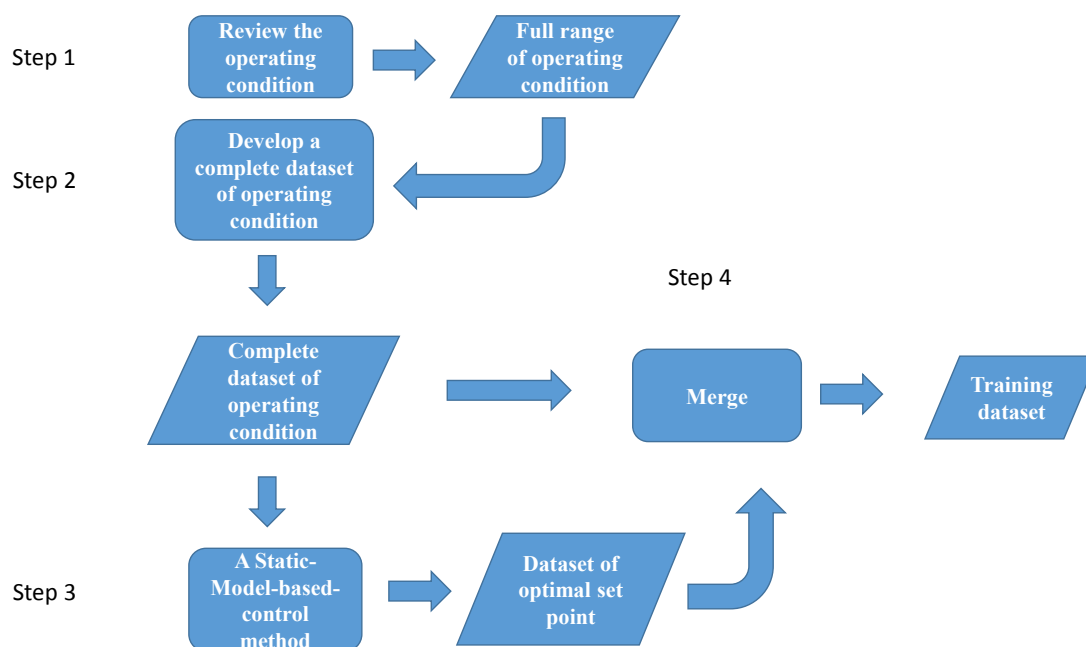 Step 1
Review the
operating
condition
Full range
of operating
condition
Step 2
Develop a
complete dataset
of operating
condition
Step 4
Complete
dataset of
operating
condition
Merge
Training
dataset
Step 3
A Static-
Model-based-
control
method
Dataset of
optimal set
point